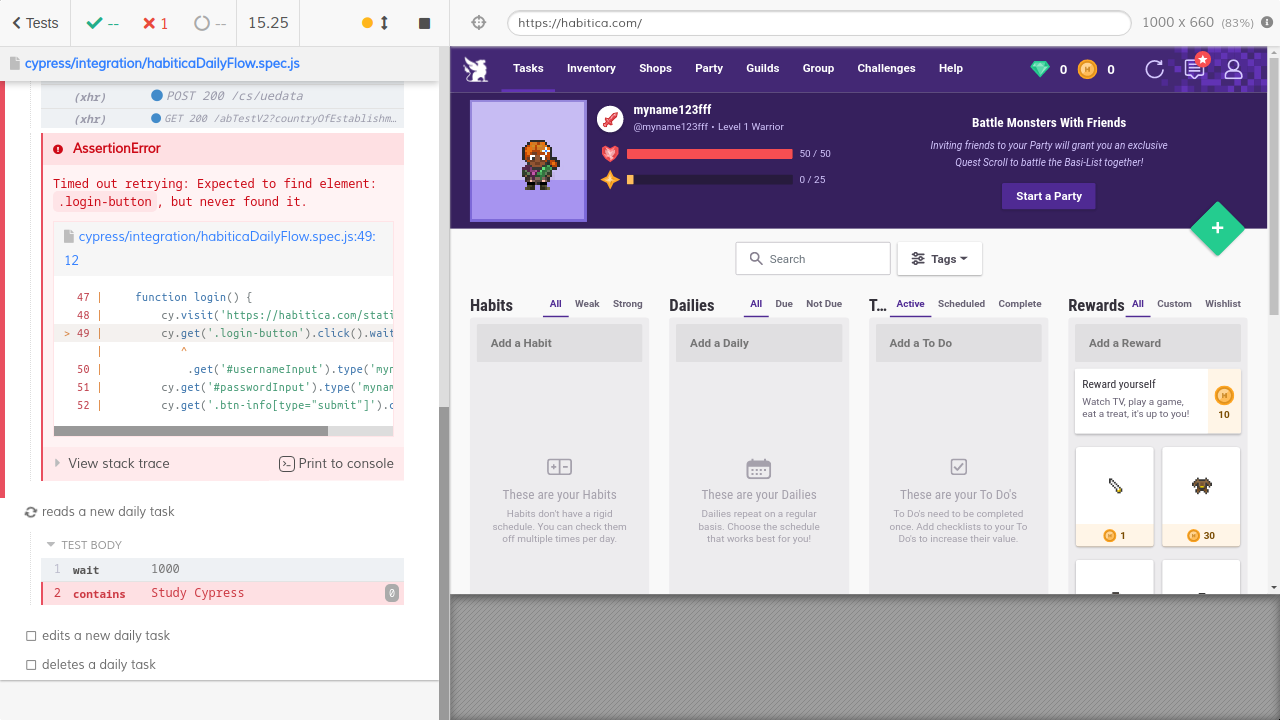 Tests
--
1
--
15.25
https://habitica.com/
1000 x 660 (83%)
cypress/integration/habiticaDailyFlow.spec.js
(xhr) POST 200 /cs/uedata
(xhr) GET 200 /abTestV2?countryOfEstablishm...
AssertionError
Timed out retrying: Expected to find element:
.login-button, but never found it.
cypress/integration/habiticaDailyFlow.spec.js:49:
12
47 | function login() {
48 | cy.visit('https://habitica.com/stati
> 49 | cy.get('.login-button').click().wait
| ^
50 | .get('#usernameInput').type('myn
51 | cy.get('#passwordInput').type('mynam
52 | cy.get('.btn-info[type="submit"]').c
View stack trace
Print to console
reads a new daily task
TEST BODY
1 wait 1000
2 contains Study Cypress 0
edits a new daily task
deletes a daily task
Tasks Inventory Shops Party Guilds Group Challenges Help
0
0
myname123fff
@myname123fff • Level 1 Warrior
50 / 50
0 / 25
Battle Monsters With Friends
Inviting friends to your Party will grant you an exclusive
Quest Scroll to battle the Basi-List together!
Start a Party
+
Search
Tags
Habits All Weak Strong
Add a Habit
These are your Habits
Habits don't have a rigid
schedule. You can check them
off multiple times per day.
Dailies All Due Not Due
Add a Daily
These are your Dailies
Dailies repeat on a regular
basis. Choose the schedule
that works best for you!
T... Active Scheduled Complete
Add a To Do
These are your To Do's
To Do's need to be completed
once. Add checklists to your To
Do's to increase their value.
Rewards All Custom Wishlist
Add a Reward
Reward yourself
Watch TV, play a game,
eat a treat, it's up to you!
10
1
30